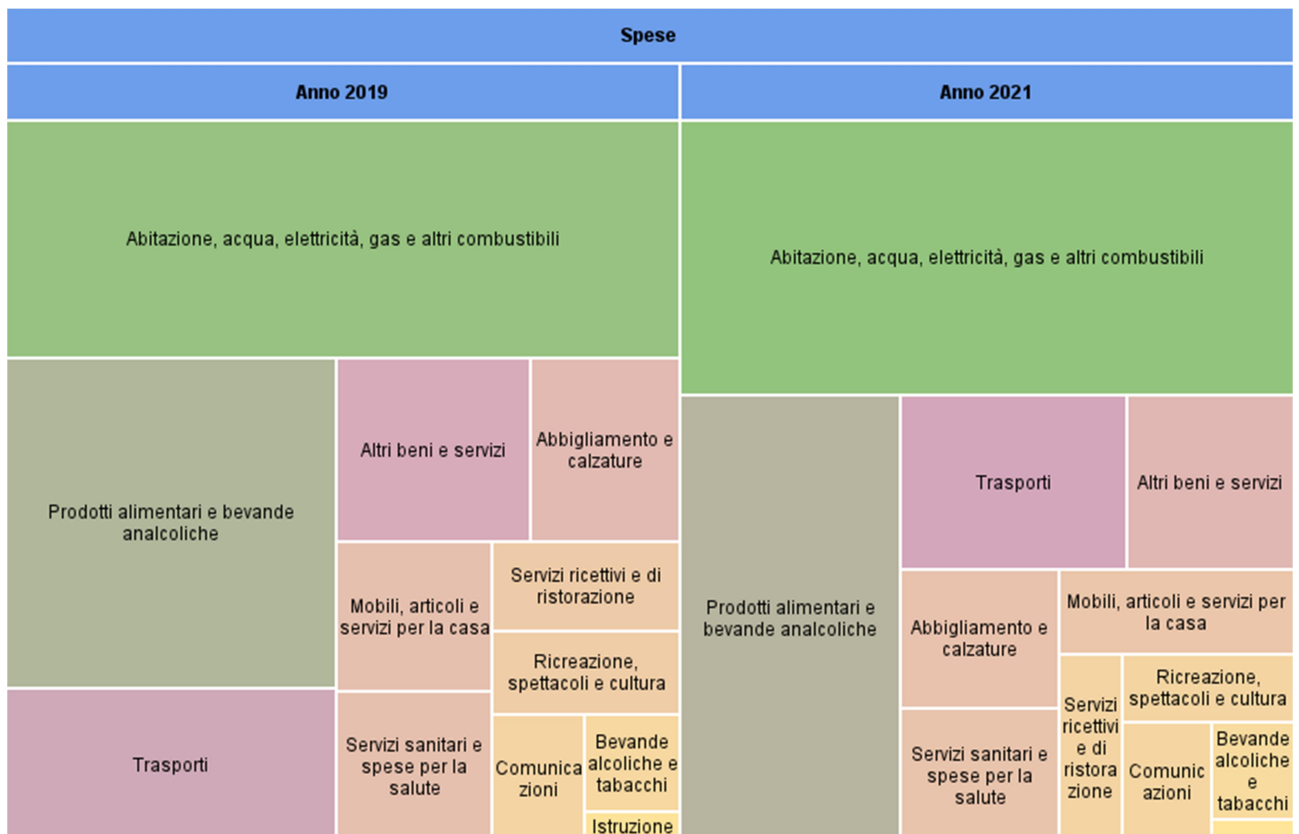 Spese
Anno 2019
Anno 2021
Abitazione, acqua, elettricità, gas e altri combustibili
Prodotti alimentari e bevande
analcoliche
Altri beni e servizi
Abbigliamento e
calzature
Mobili, articoli e
servizi per la casa
Servizi ricettivi e di
ristorazione
Ricreazione,
spettacoli e cultura
Trasporti
Servizi sanitari e
spese per la
salute
Comunica
zioni
Bevande
alcoliche e
tabacchi
Istruzione
Abitazione, acqua, elettricità, gas e altri combustibili
Prodotti alimentari e
bevande analcoliche
Trasporti
Altri beni e servizi
Abbigliamento e
calzature
Mobili, articoli e servizi per
la casa
Servizi sanitari e
spese per la
salute
Servizi
ricettivi
e di
ristora
zione
Ricreazione,
spettacoli e cultura
Comunic
azioni
Bevande
alcoliche
e
tabacchi